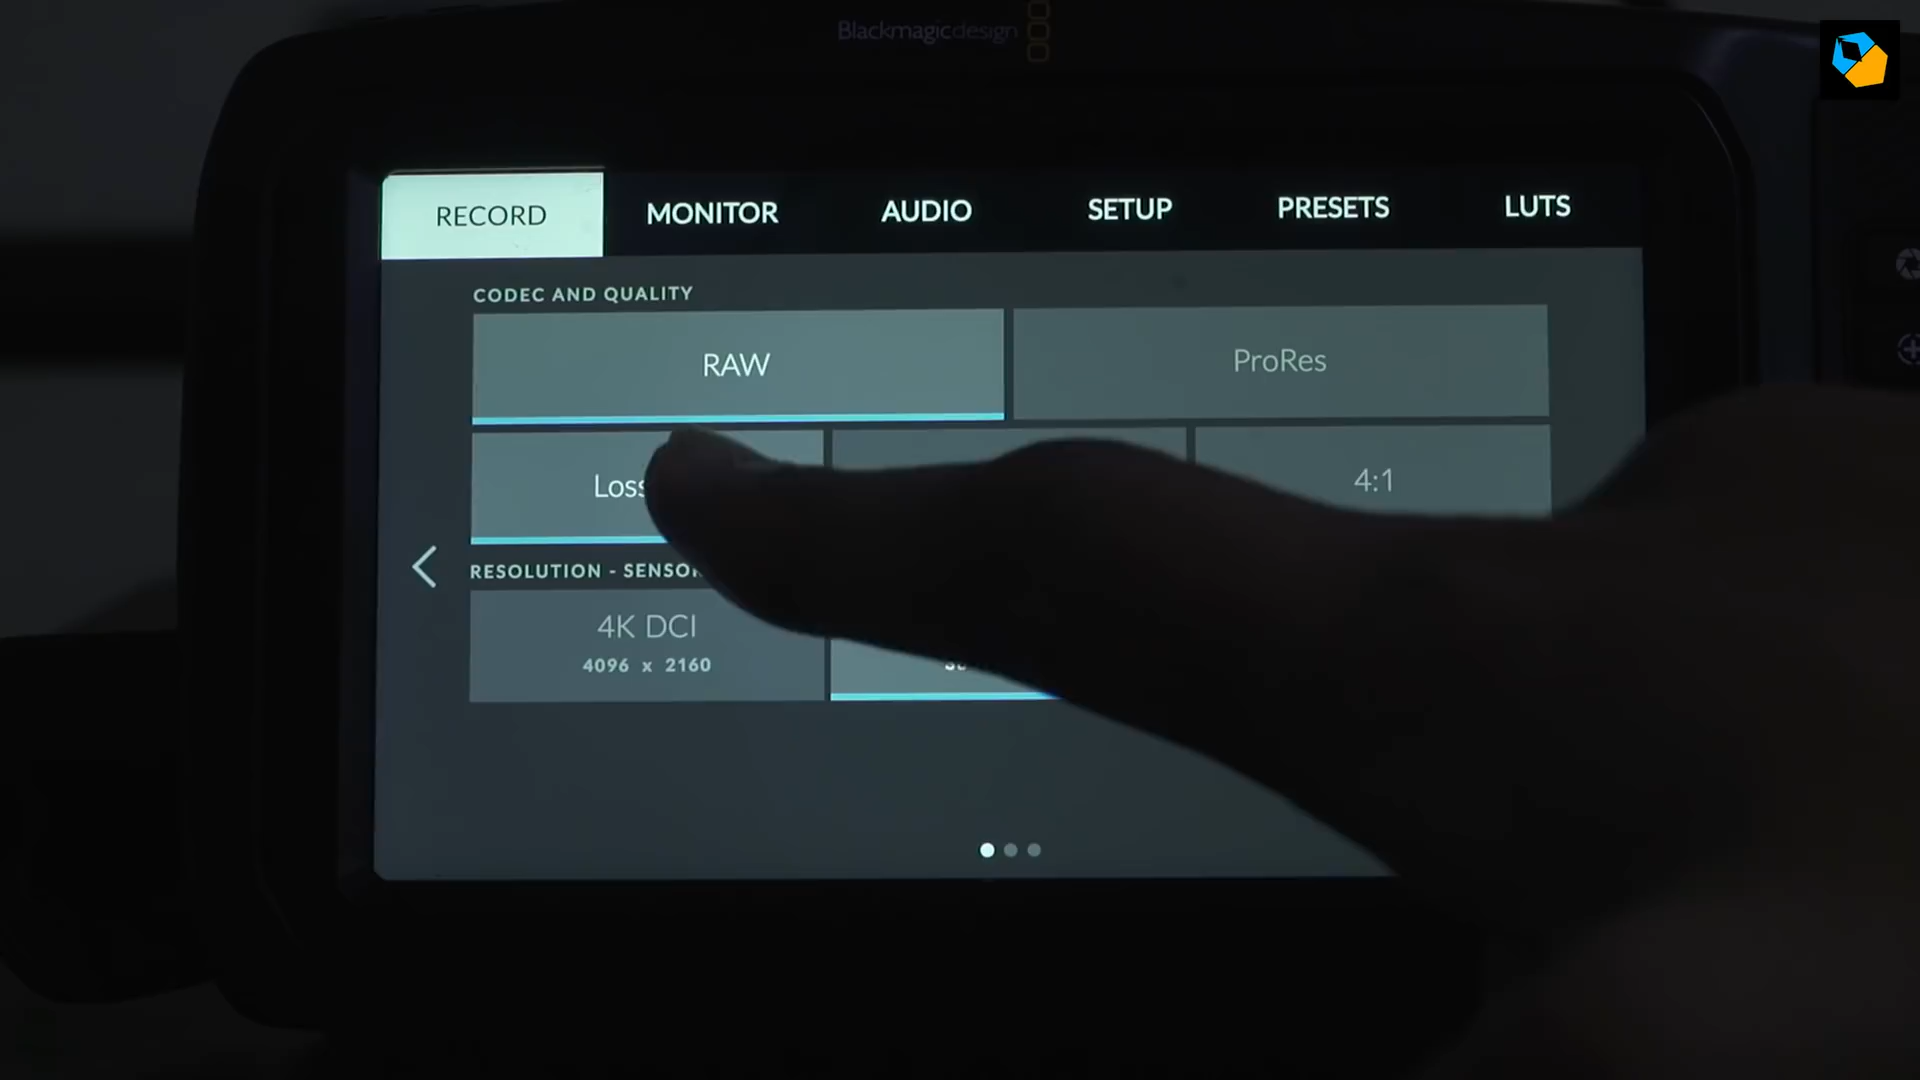 Blackmagicdesign
RECORD MONITOR AUDIO SETUP PRESETS LUTS
CODEC AND QUALITY
RAW ProRes
4:1
RESOLUTION -
4K DCI
4096 x 2160